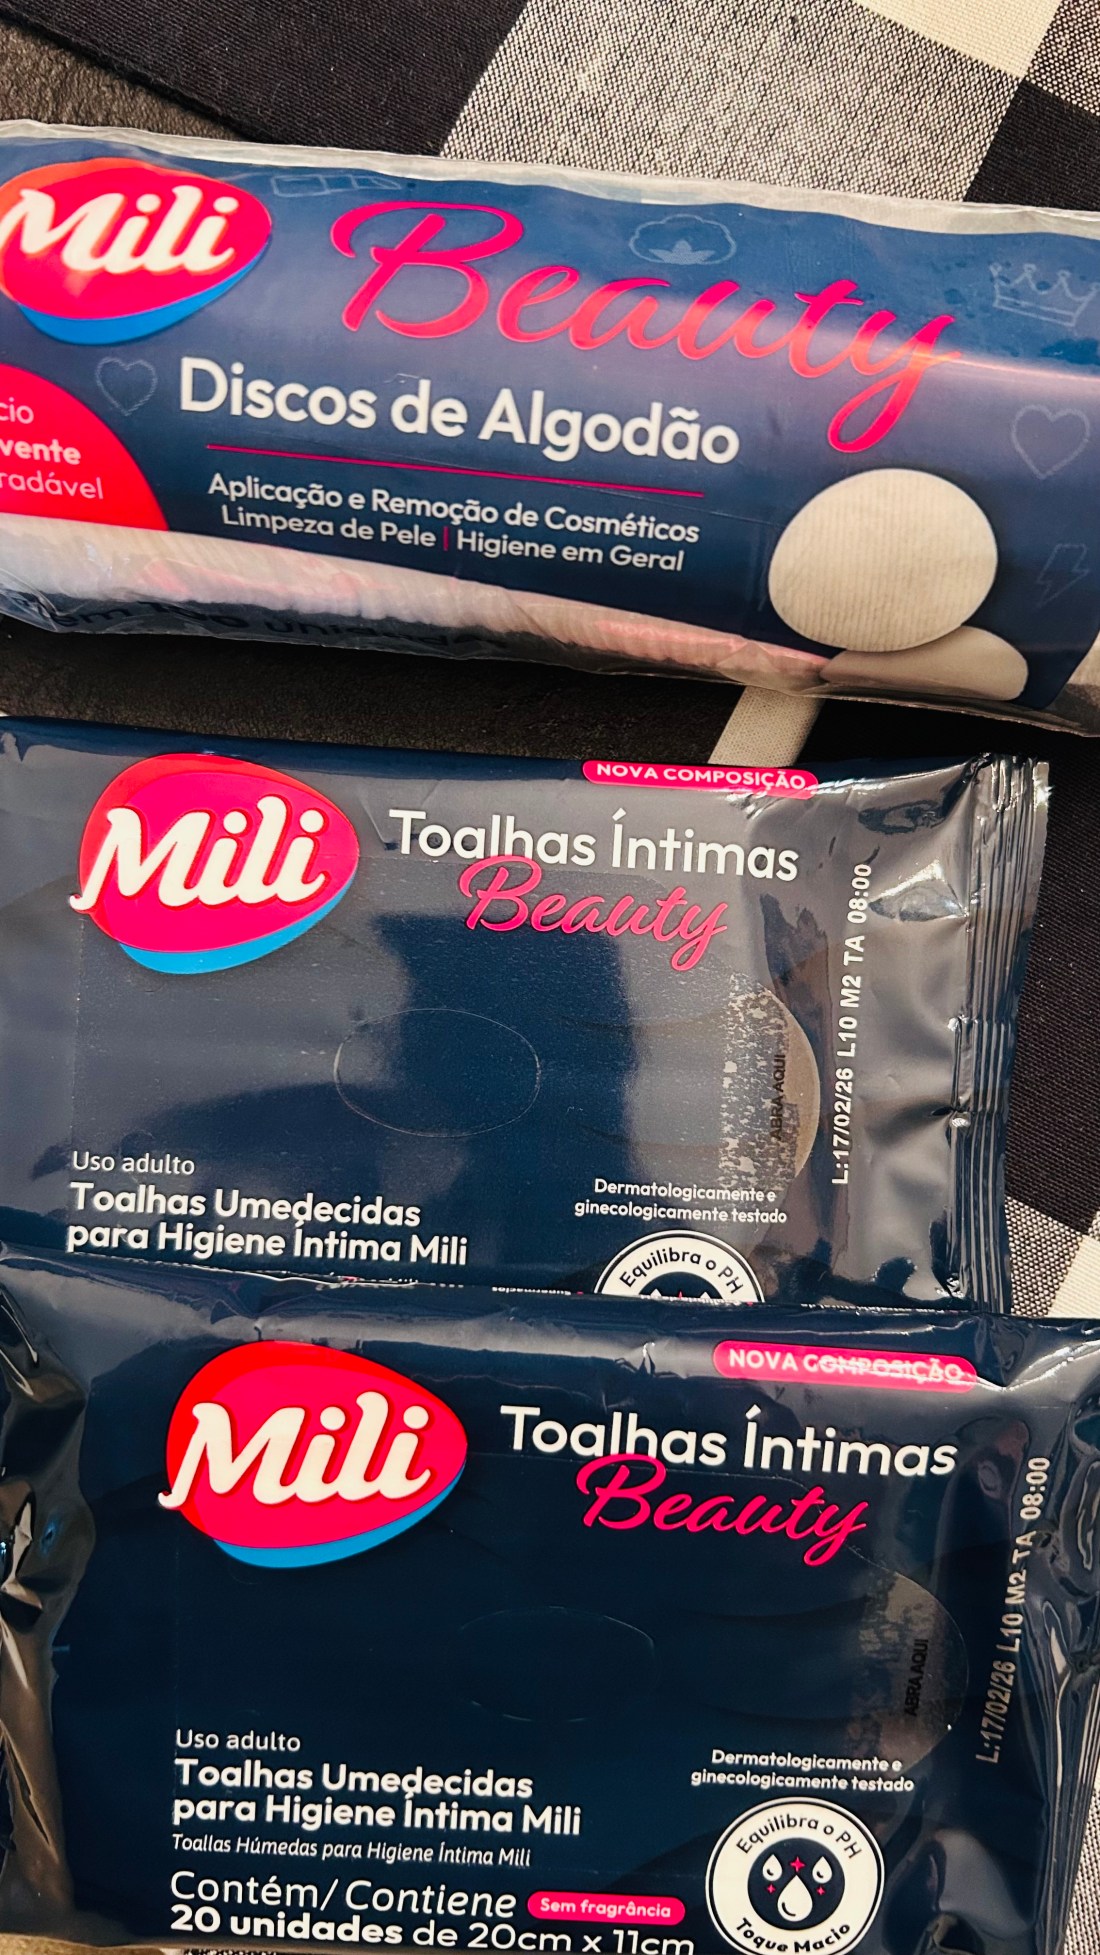 Mili
Beauty
Discos de Algodão
Aplicação e Remoção de Cosméticos
Limpeza de Pele | Higiene em Geral
Mili
NOVA COMPOSIÇÃO
Toalhas Íntimas
Beauty
ABRA AQUI
L:17/02/26 L10 M2 TA 08:00
Uso adulto
Toalhas Umedecidas
para Higiene Íntima Mili
Dermatologicamente e
ginecologicamente testado
Equilibra o PH
Mili
NOVA COMPOSIÇÃO
Toalhas Íntimas
Beauty
ABRA AQUI
L:17/02/26 L10 M2 TA 08:00
Uso adulto
Toalhas Umedecidas
para Higiene Íntima Mili
Toallas Húmedas para Higiene Íntima Mili
Contém/Contiene Sem fragrância
20 unidades de 20cm x 11cm
Dermatologicamente e
ginecologicamente testado
Equilibra o PH
Toque Macio